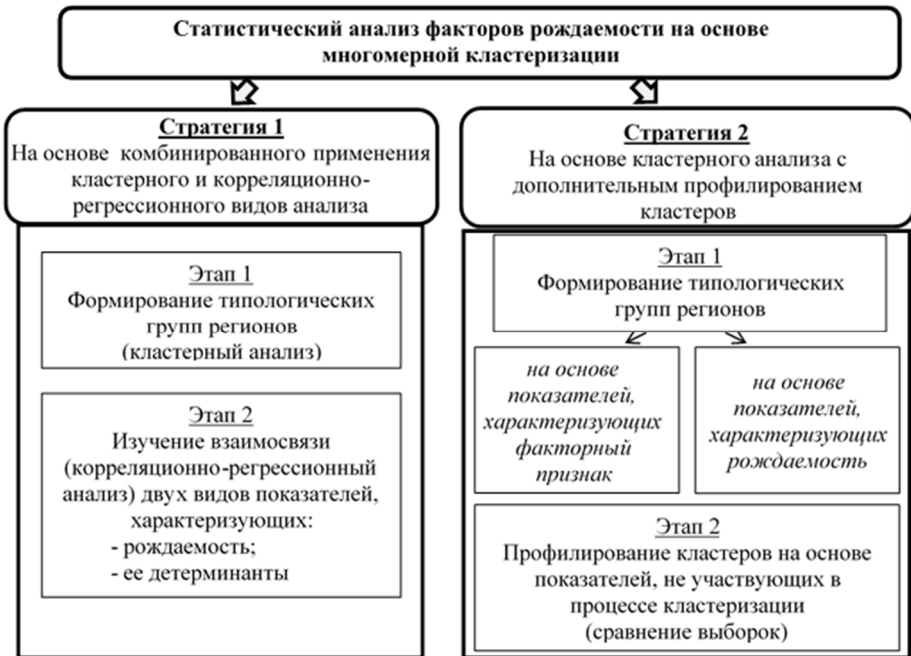 Статистический анализ факторов рождаемости на основе
многомерной кластеризации
Стратегия 1
На основе комбинированного применения
кластерного и корреляционно-
регрессионного видов анализа
Этап 1
Формирование типологических
групп регионов
(кластерный анализ)
Этап 2
Изучение взаимосвязи
(корреляционно-регрессионный
анализ) двух видов показателей,
характеризующих:
- рождаемость;
- ее детерминанты
Стратегия 2
На основе кластерного анализа с
дополнительным профилированием
кластеров
Этап 1
Формирование типологических
групп регионов
на основе
показателей,
характеризующих
факторный
признак
на основе
показателей,
характеризующих
рождаемость
Этап 2
Профилирование кластеров на основе
показателей, не участвующих в
процессе кластеризации
(сравнение выборок)